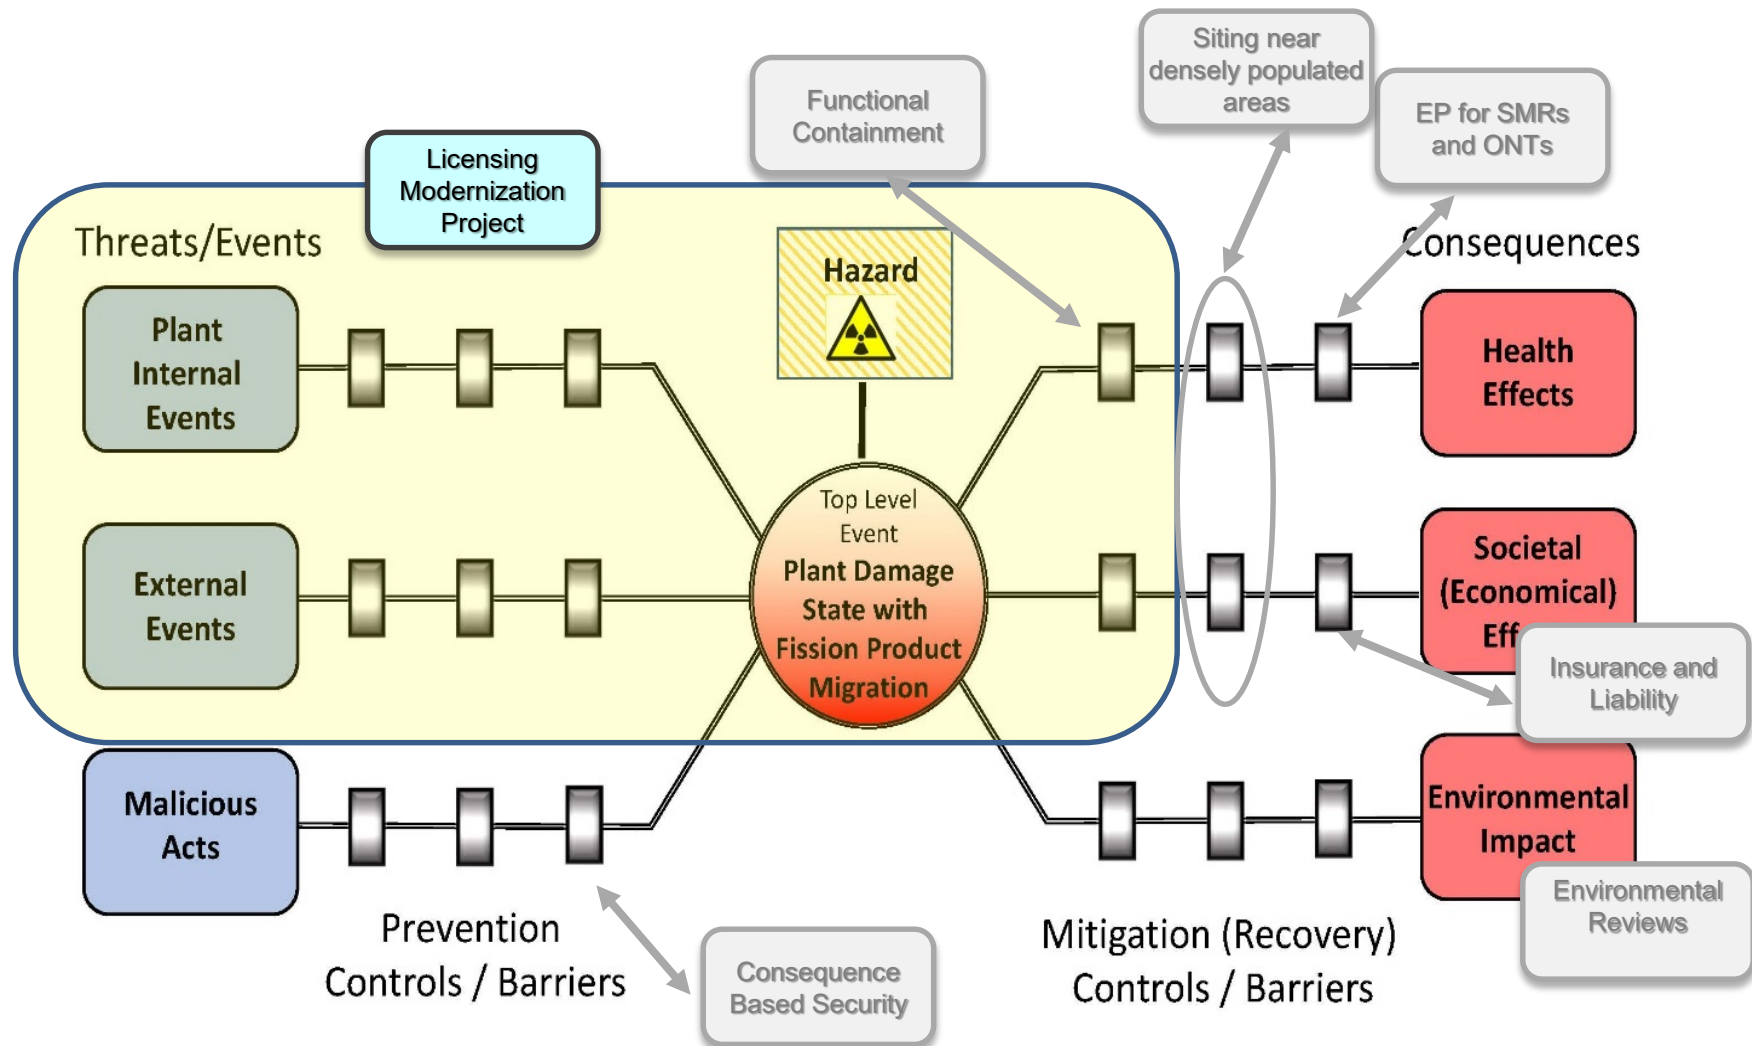 Siting near
densely populated
areas
Functional
Containment
EP for SMRs
and ONTs
Licensing
Modernization
Project
Threats/Events
Consequences
Hazard
Plant
Internal
Events
Health
Effects
Top Level
Event
Plant Damage
State with
Fission Product
Migration
External
Events
Societal
(Economical)
Eff
Insurance and
Liability
Malicious
Acts
Environmental
Impact
Environmental
Reviews
Prevention
Controls / Barriers
Mitigation (Recovery)
Controls / Barriers
Consequence
Based Security